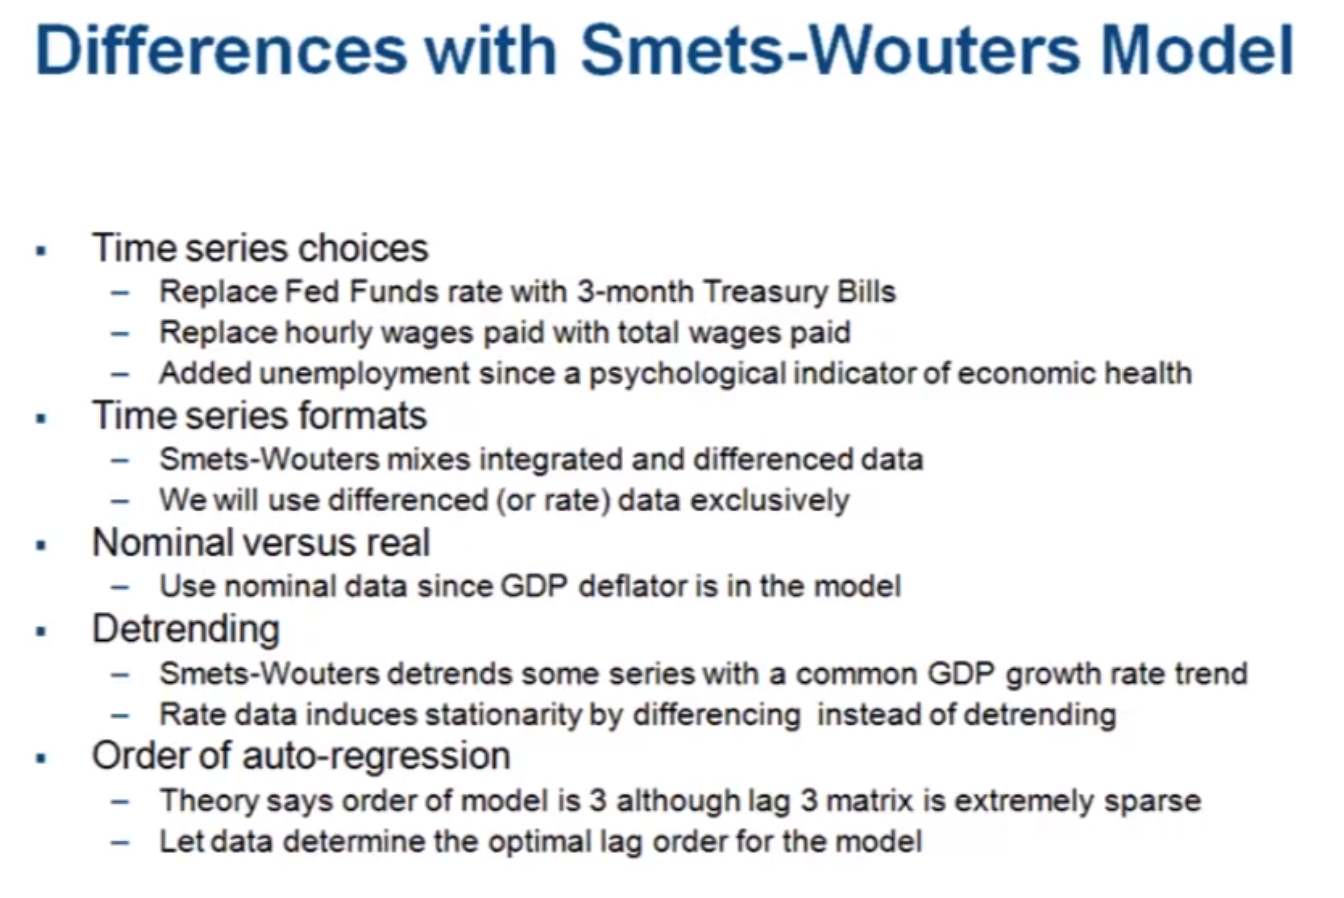 Differences with Smets-Wouters Model
▪ Time series choices
– Replace Fed Funds rate with 3-month Treasury Bills
– Replace hourly wages paid with total wages paid
– Added unemployment since a psychological indicator of economic health
▪ Time series formats
– Smets-Wouters mixes integrated and differenced data
– We will use differenced (or rate) data exclusively
▪ Nominal versus real
– Use nominal data since GDP deflator is in the model
▪ Detrending
– Smets-Wouters detrends some series with a common GDP growth rate trend
– Rate data induces stationarity by differencing instead of detrending
▪ Order of auto-regression
– Theory says order of model is 3 although lag 3 matrix is extremely sparse
– Let data determine the optimal lag order for the model